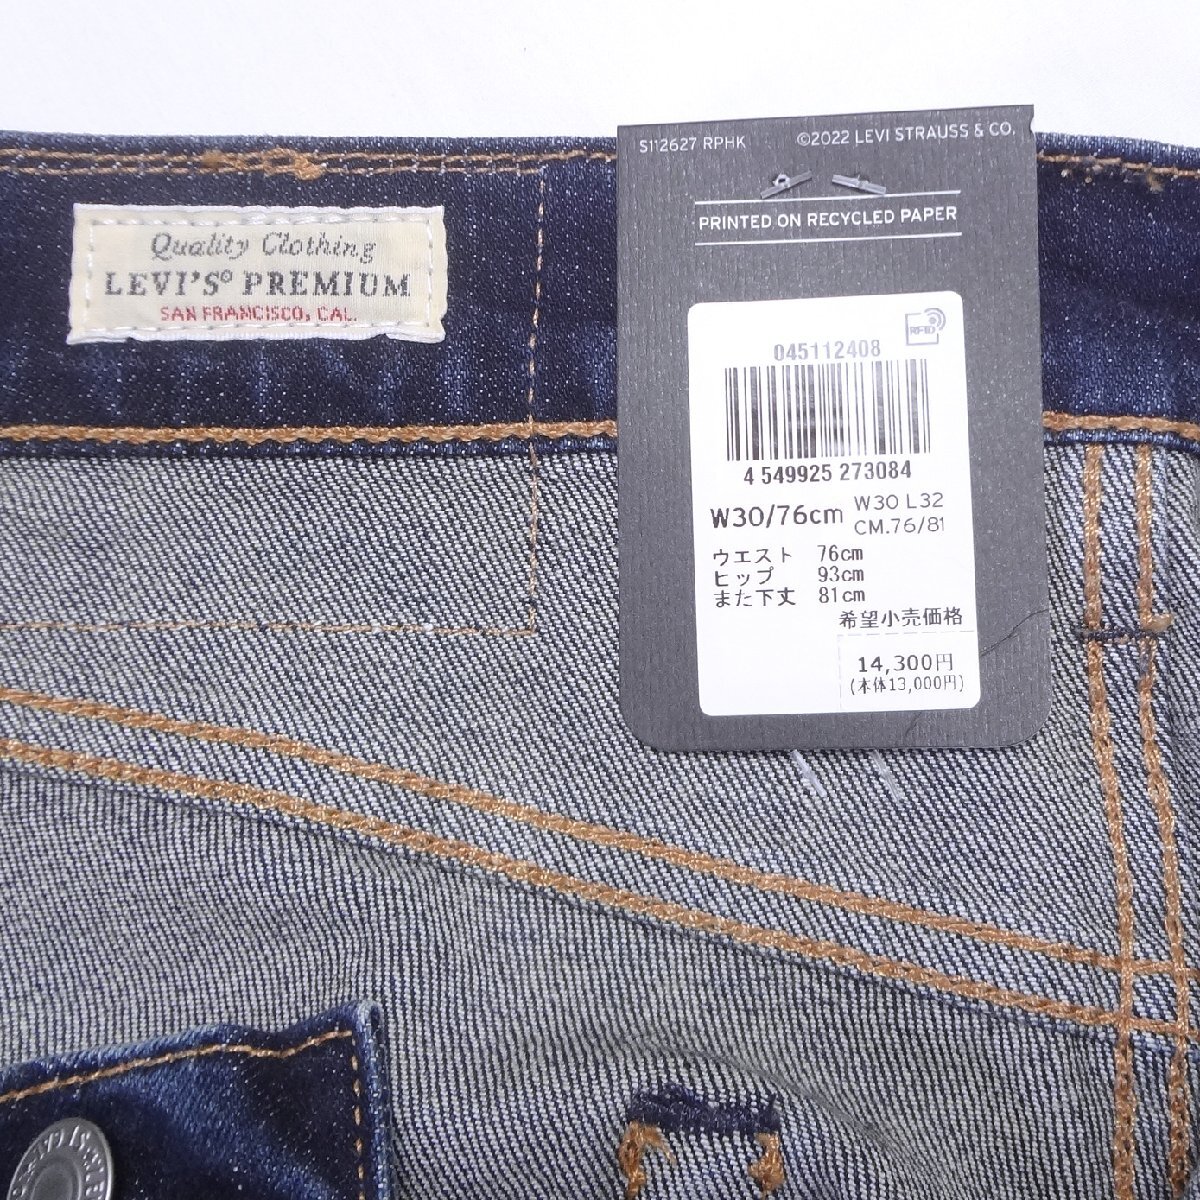 Quality Clothing
LEVI'S® PREMIUM
SAN FRANCISCO, CAL.
S112627 RPHK ©2022 LEVI STRAUSS & CO.
PRINTED ON RECYCLED PAPER
RFID
045112408
4 549925 273084
W30/76cm W30 L32
CM.76/81
ウエスト 76cm
ヒップ 93cm
また下丈 81cm
希望小売価格
14,300円
(本体13,000円)